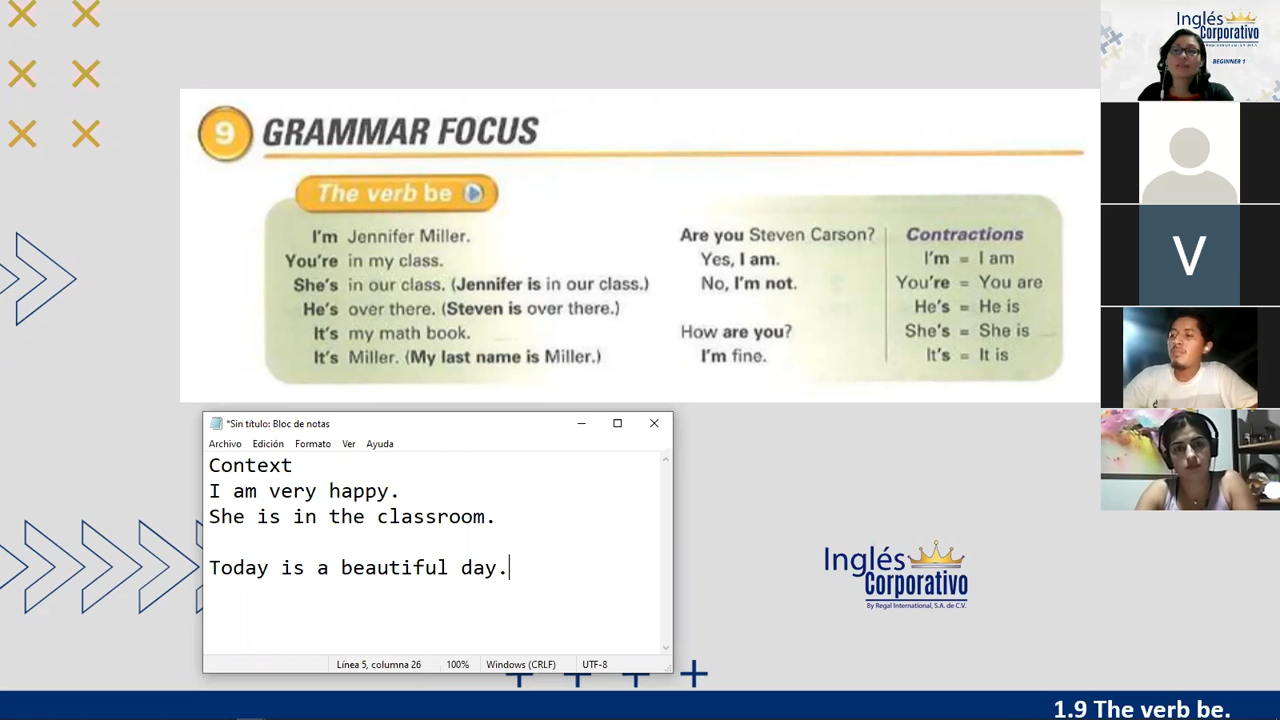 9 GRAMMAR FOCUS
The verb be
I'm Jennifer Miller.
You're in my class.
She's in our class. (Jennifer is in our class.)
He's over there. (Steven is over there.)
It's my math book.
It's Miller. (My last name is Miller.)
Are you Steven Carson?
Yes, I am.
No, I'm not.
How are you?
I'm fine.
Contractions
I'm = I am
You're = You are
He's = He is
She's = She is
It's = It is
*Sin título: Bloc de notas
Archivo Edición Formato Ver Ayuda
Context
I am very happy.
She is in the classroom.
Today is a beautiful day.
Línea 5, columna 26 100% Windows (CRLF) UTF-8
Inglés
Corporativo
By Regal International, S.A. de C.V.
1.9 The verb be.
Inglés
Corporativo
BEGINNER 1
V